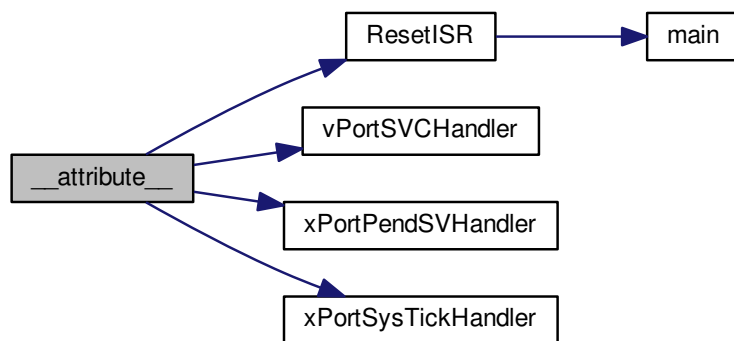 ResetISR
main
vPortSVCHandler
__attribute__
xPortPendSVHandler
xPortSysTickHandler